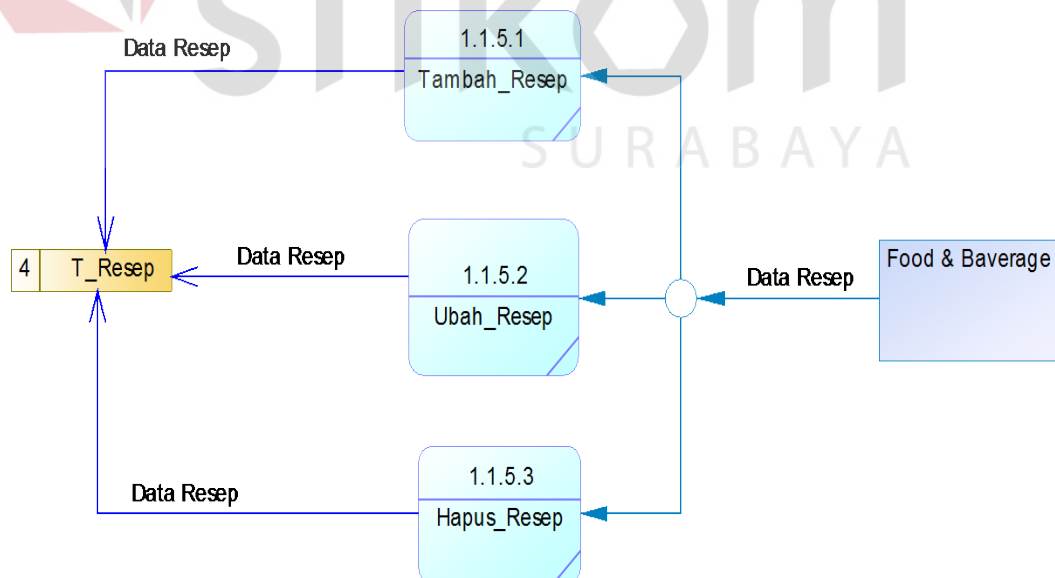 stikom
SURABAYA
Data Resep
1.1.5.1
Tambah_Resep
4
T_Resep
Data Resep
1.1.5.2
Ubah_Resep
Data Resep
Food & Baverage
Data Resep
1.1.5.3
Hapus_Resep